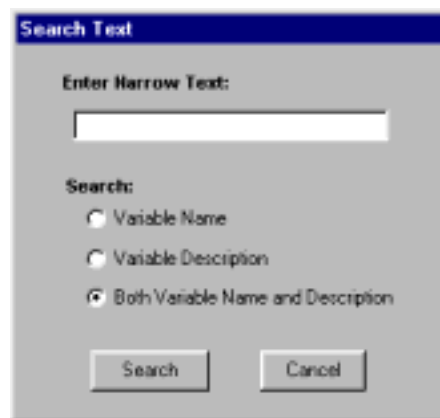 Search Text
Enter Narrow Text:
Search:
Variable Name
Variable Description
Both Variable Name and Description
Search Cancel